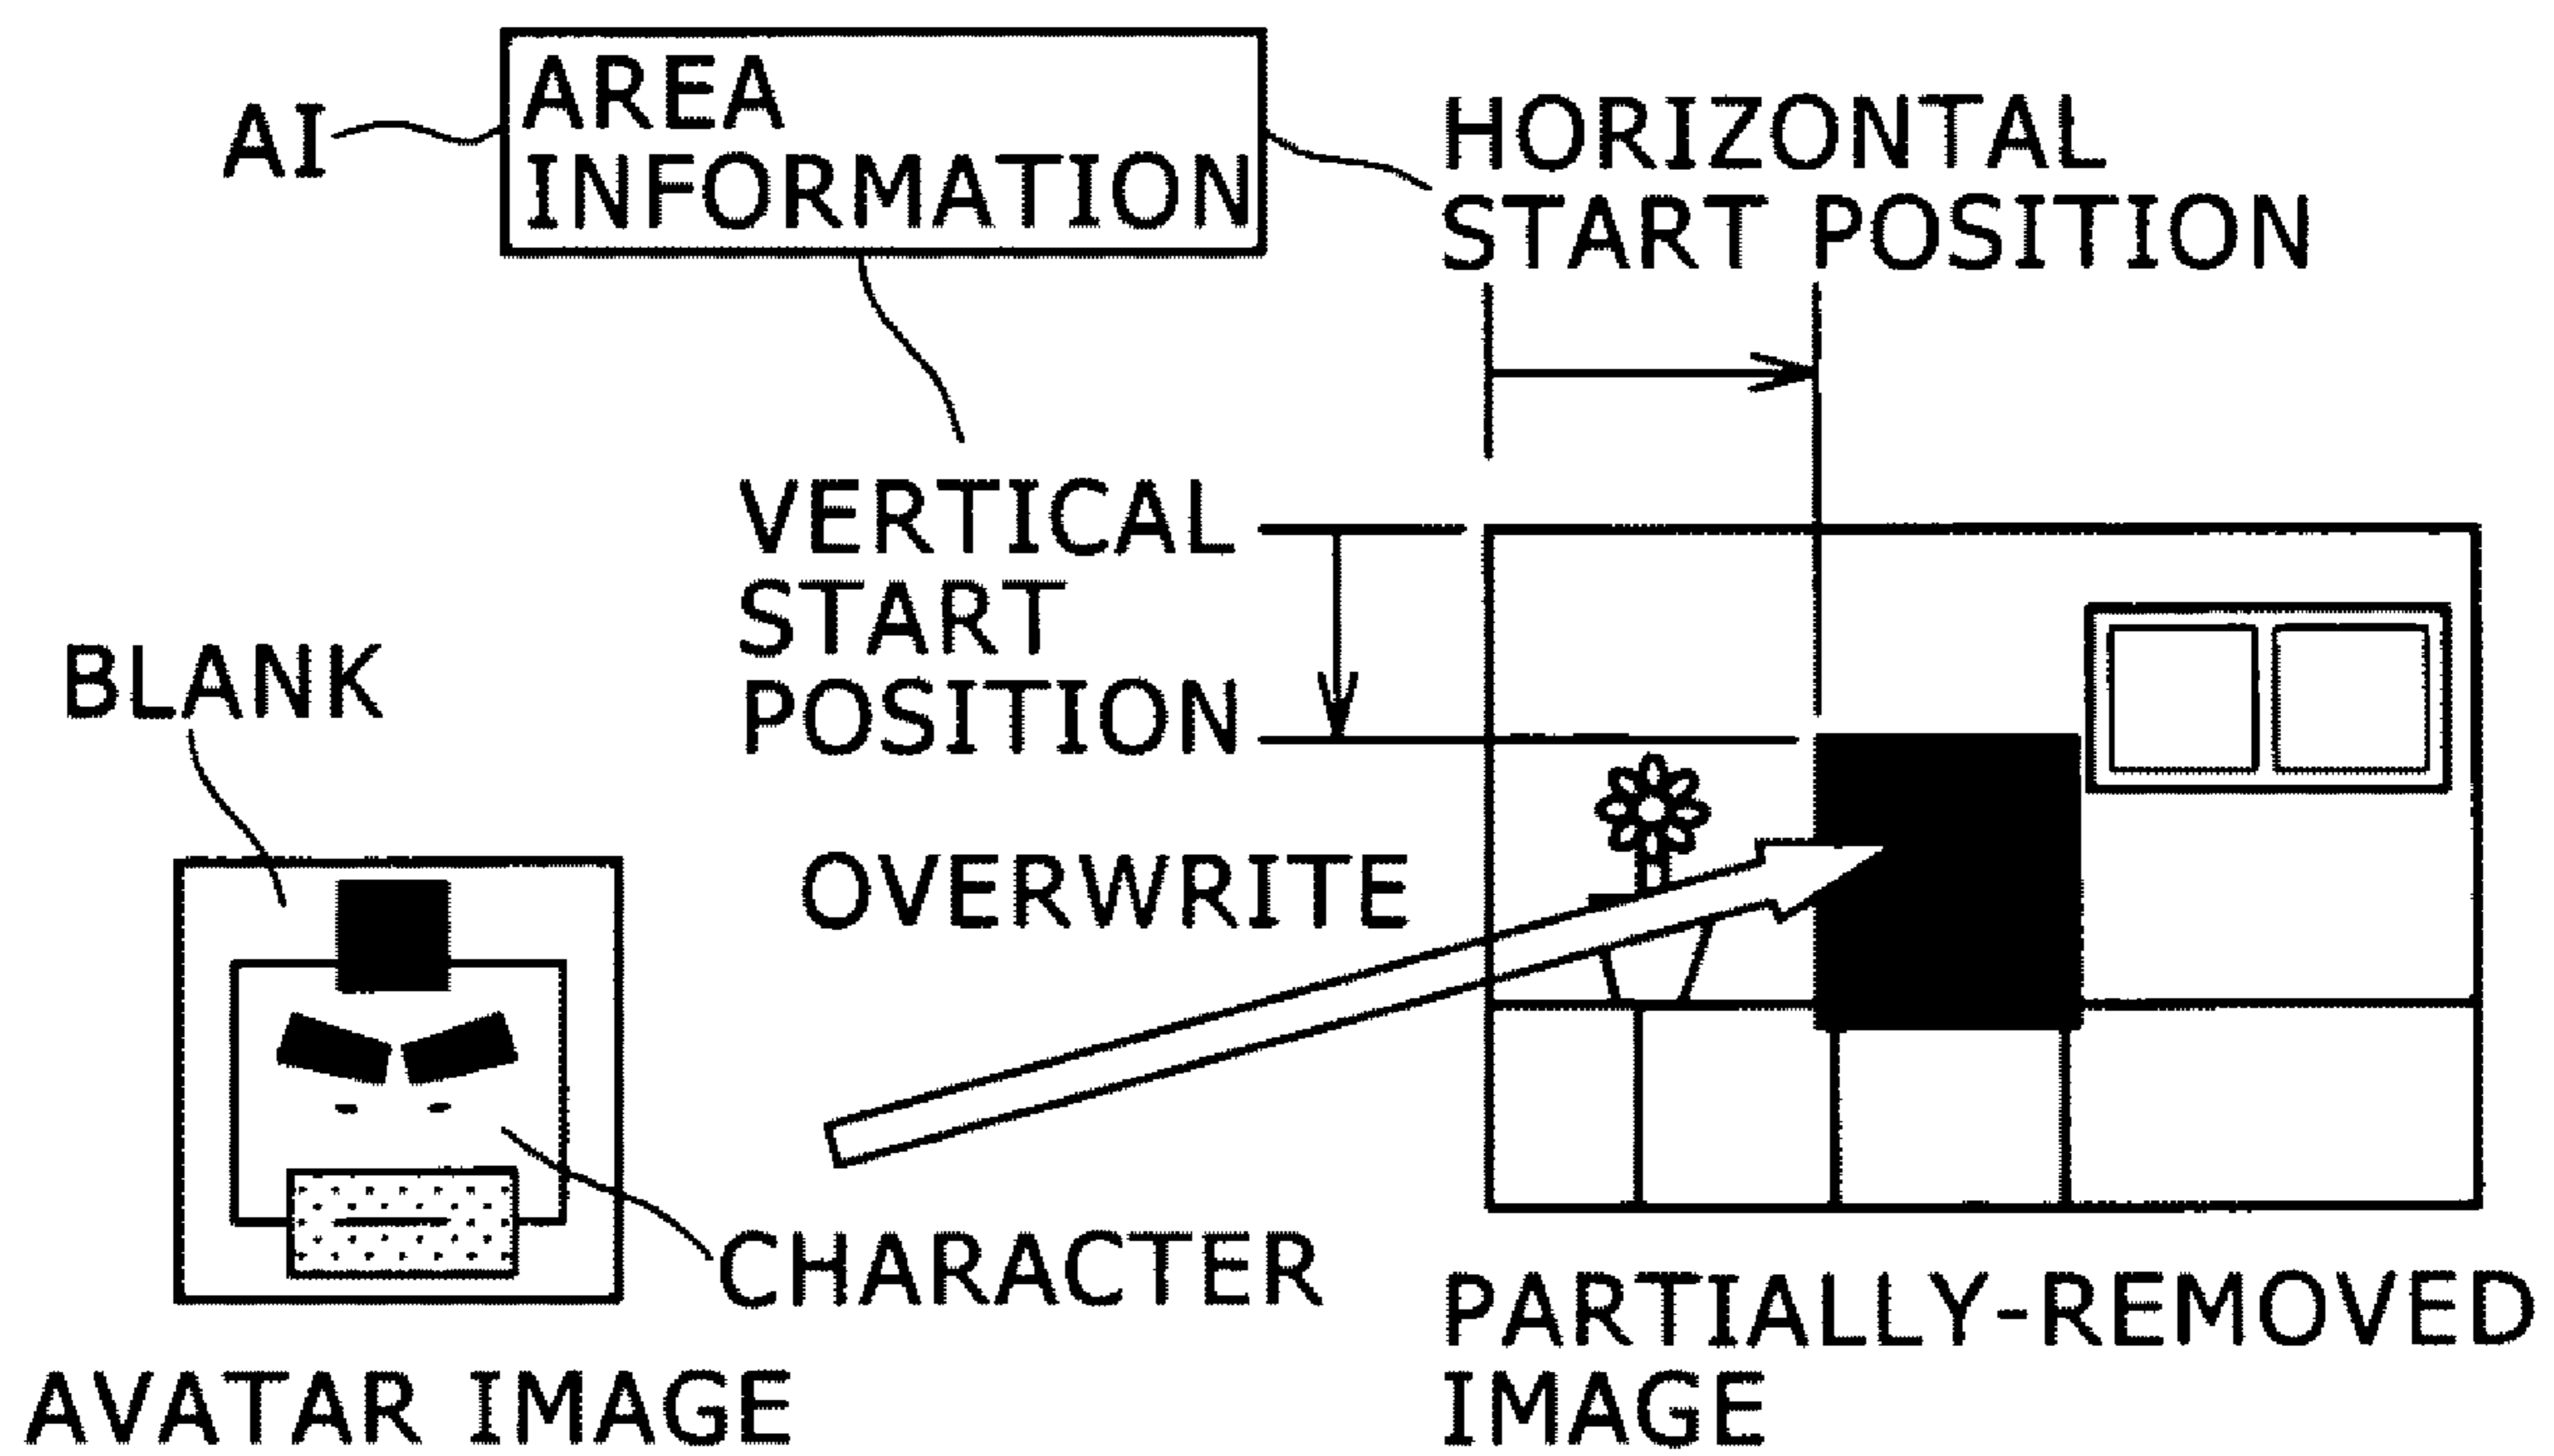 AI
AREA
INFORMATION
HORIZONTAL
START POSITION
VERTICAL
START
POSITION
BLANK
OVERWRITE
CHARACTER
AVATAR IMAGE
PARTIALLY-REMOVED
IMAGE